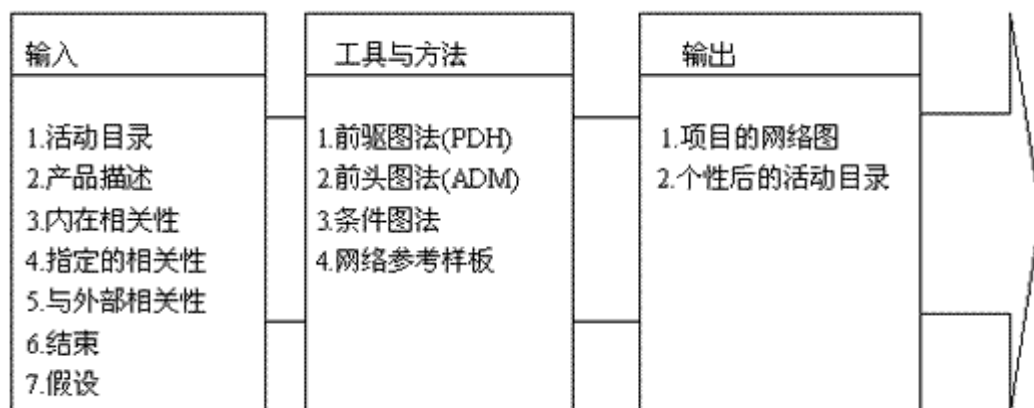 输入
1.活动目录
2.产品描述
3.内在相关性
4.指定的相关性
5.与外部相关性
6.结束
7.假设
工具与方法
1.前驱图法(PDH)
2.前头图法(ADM)
3.条件图法
4.网络参考样板
输出
1.项目的网络图
2.个性后的活动目录